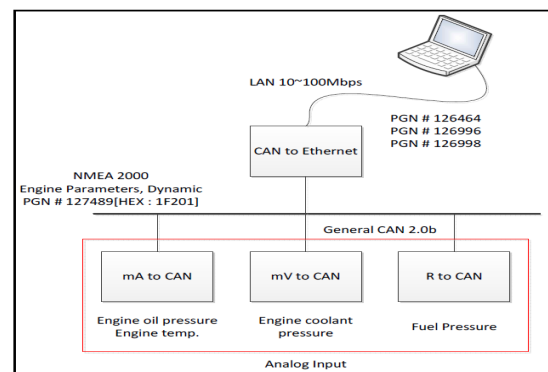 LAN 10~100Mbps
PGN # 126464
PGN # 126996
PGN # 126998
CAN to Ethernet
NMEA 2000
Engine Parameters, Dynamic
PGN # 127489[HEX : 1F201]
General CAN 2.0b
mA to CAN
mV to CAN
R to CAN
Engine oil pressure
Engine temp.
Engine coolant
pressure
Fuel Pressure
Analog Input